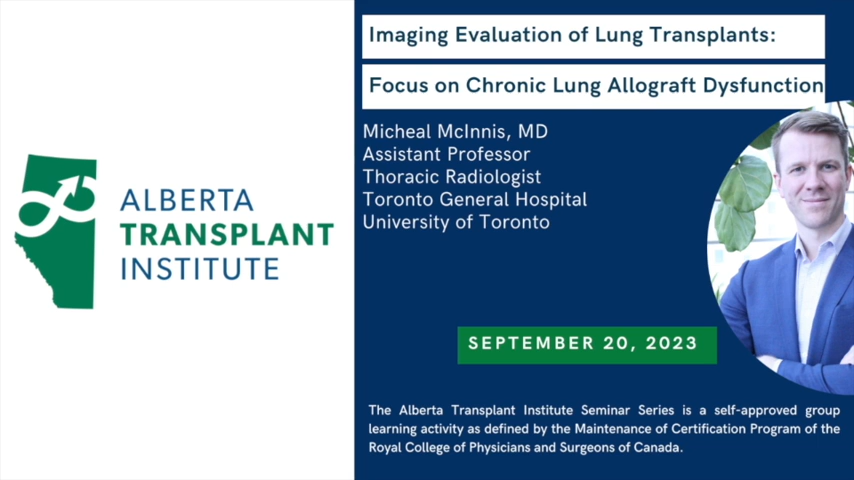 ALBERTA
TRANSPLANT
INSTITUTE
Imaging Evaluation of Lung Transplants:
Focus on Chronic Lung Allograft Dysfunction
Micheal McInnis, MD
Assistant Professor
Thoracic Radiologist
Toronto General Hospital
University of Toronto
SEPTEMBER 20, 2023
The Alberta Transplant Institute Seminar Series is a self-approved group
learning activity as defined by the Maintenance of Certification Program of the
Royal College of Physicians and Surgeons of Canada.